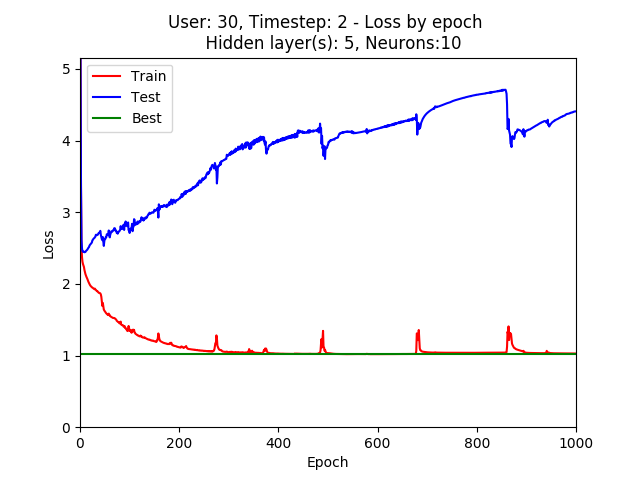 User: 30, Timestep: 2 - Loss by epoch
Hidden layer(s): 5, Neurons:10
Train
Test
Best
5
4
3
2
1
0
Loss
0 200 400 600 800 1000
Epoch